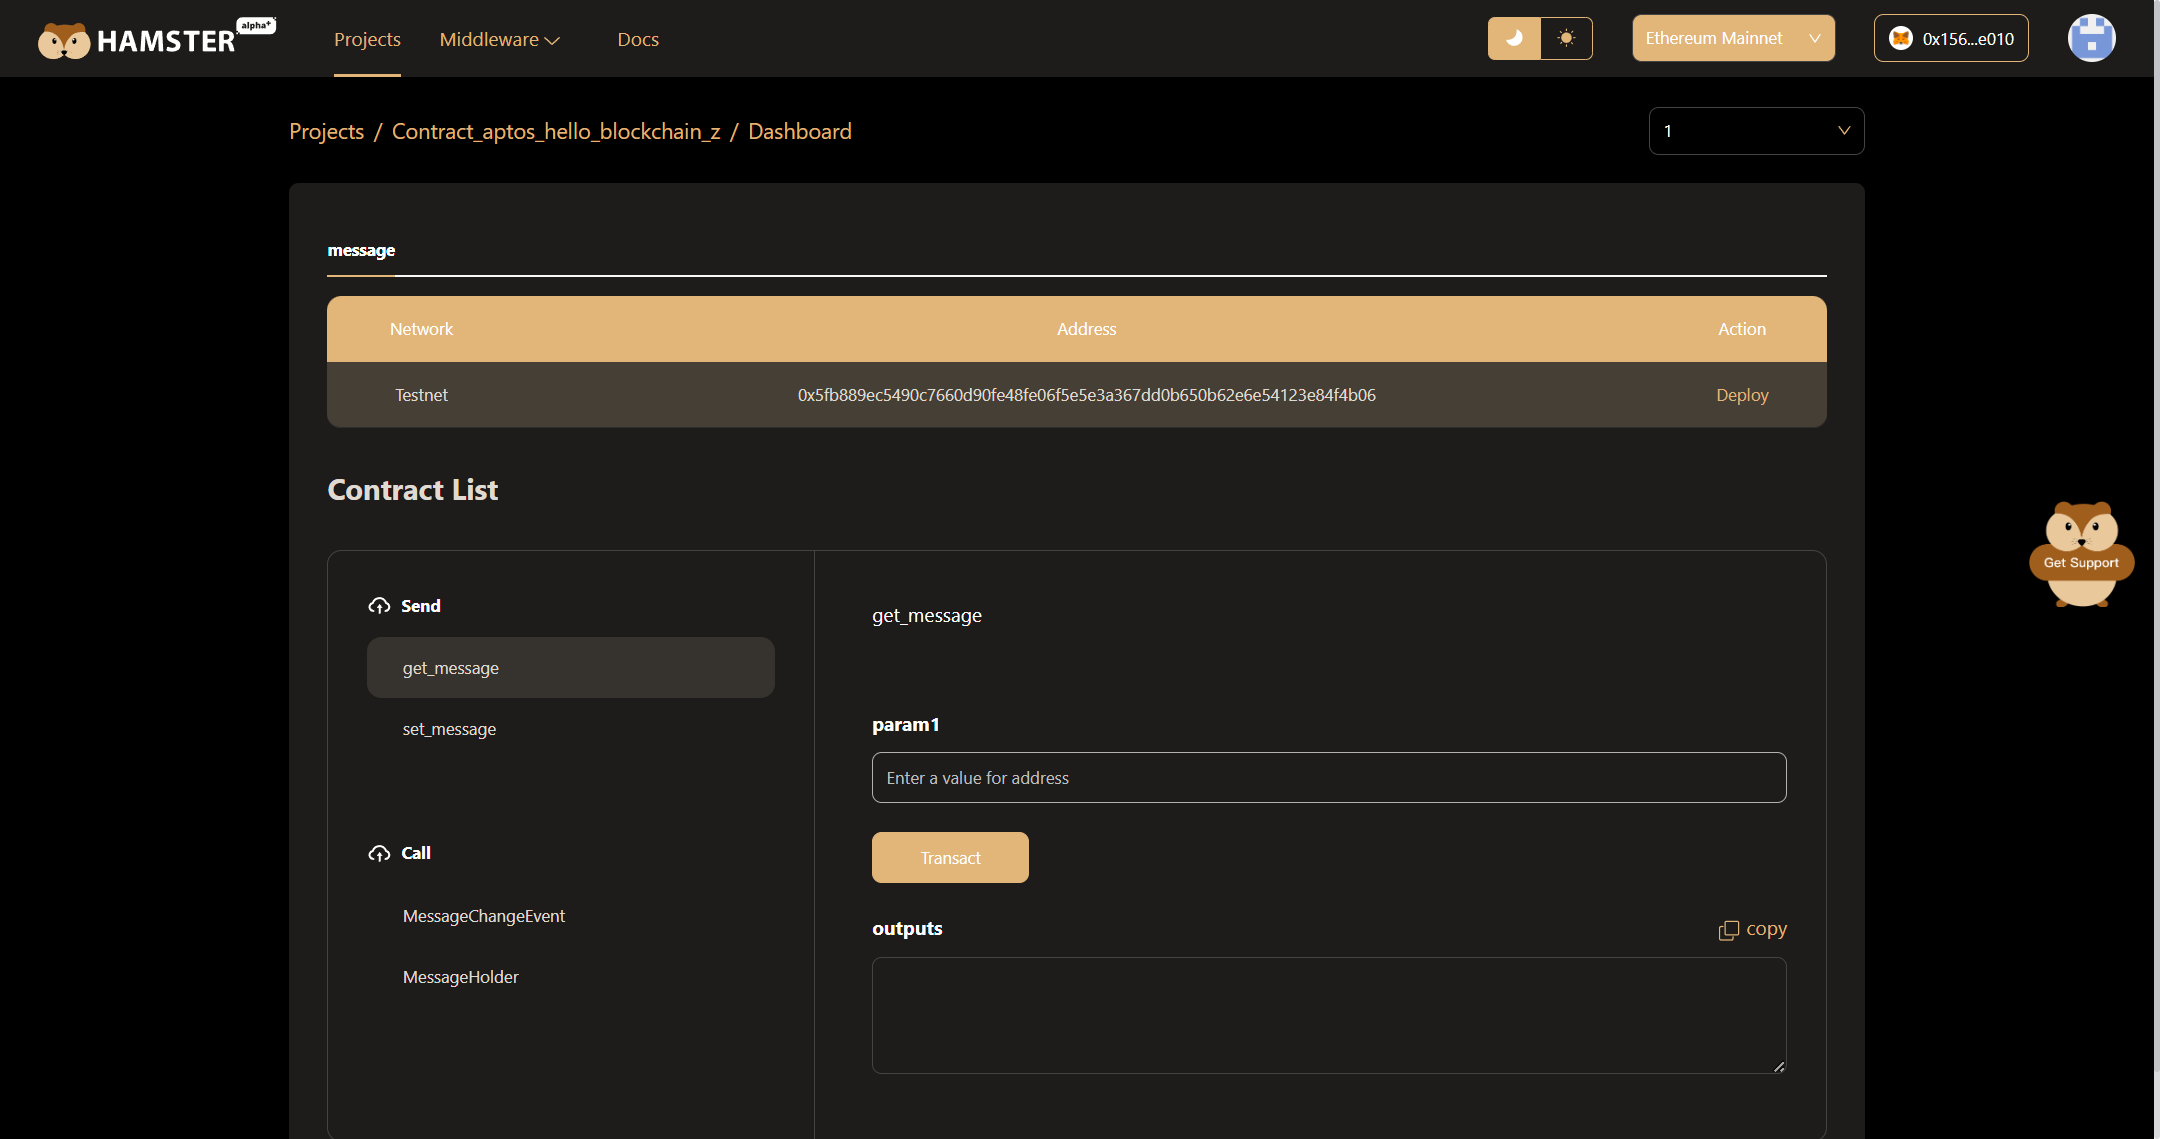 HAMSTER alpha+
Projects Middleware Docs Ethereum Mainnet 0x156...e010
Projects / Contract_aptos_hello_blockchain_z / Dashboard 1
message
Network Address Action
Testnet 0x5fb889ec5490c7660d90fe48fe06f5e5e3a367dd0b650b62e6e54123e84f4b06 Deploy
Contract List
Get Support
Send
get_message
set_message
Call
MessageChangeEvent
MessageHolder
get_message
param1
Enter a value for address
Transact
outputs copy